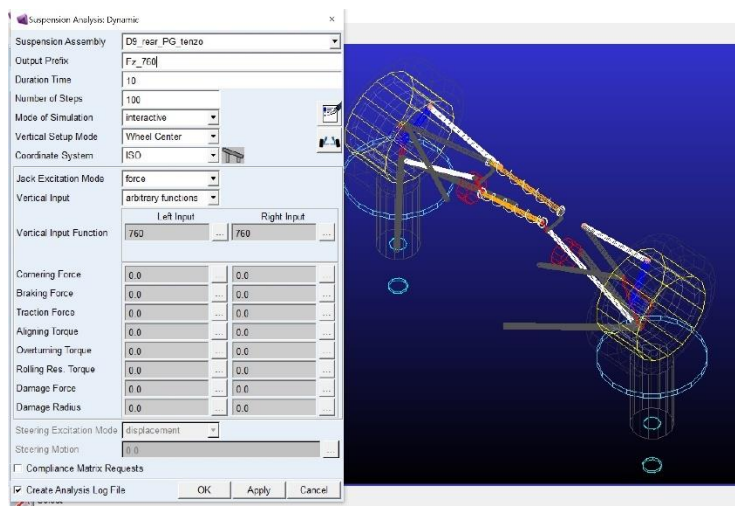 Suspension Analysis: Dynamic ×
Suspension Assembly D9_rear_PG_tenzo
Output Prefix Fz_760
Duration Time 10
Number of Steps 100
Mode of Simulation interactive
Vertical Setup Mode Wheel Center
Coordinate System ISO
Jack Excitation Mode force
Vertical Input arbitrary functions
Left Input Right Input
Vertical Input Function 760 ... 760 ...
Cornering Force 0.0 ... 0.0 ...
Braking Force 0.0 ... 0.0 ...
Traction Force 0.0 ... 0.0 ...
Aligning Torque 0.0 ... 0.0 ...
Overturning Torque 0.0 ... 0.0 ...
Rolling Res. Torque 0.0 ... 0.0 ...
Damage Force 0.0 ... 0.0 ...
Damage Radius 0.0 ... 0.0 ...
Steering Excitation Mode displacement
Steering Motion 0.0 ...
Compliance Matrix Requests
Create Analysis Log File OK Apply Cancel